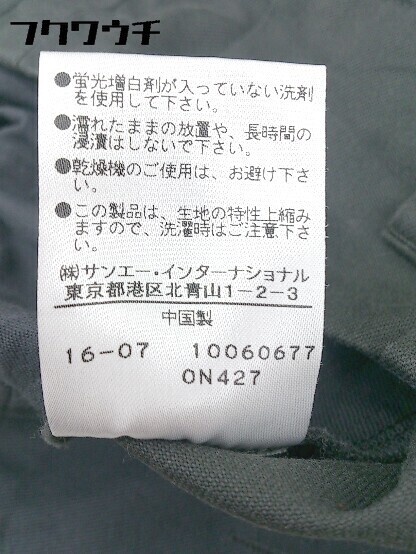 フクワウチ
●蛍光増白剤が入っていない洗剤
を使用して下さい。
●濡れたままの放置や、長時間の
浸漬はしないで下さい。
●乾燥機のご使用は、お避け下さ
い。
●この製品は、生地の特性上縮み
ますので、洗濯時はご注意下さ
い。
㈱サンエー・インターナショナル
東京都港区北青山1-2-3
中国製
16-07 10060677
0N427